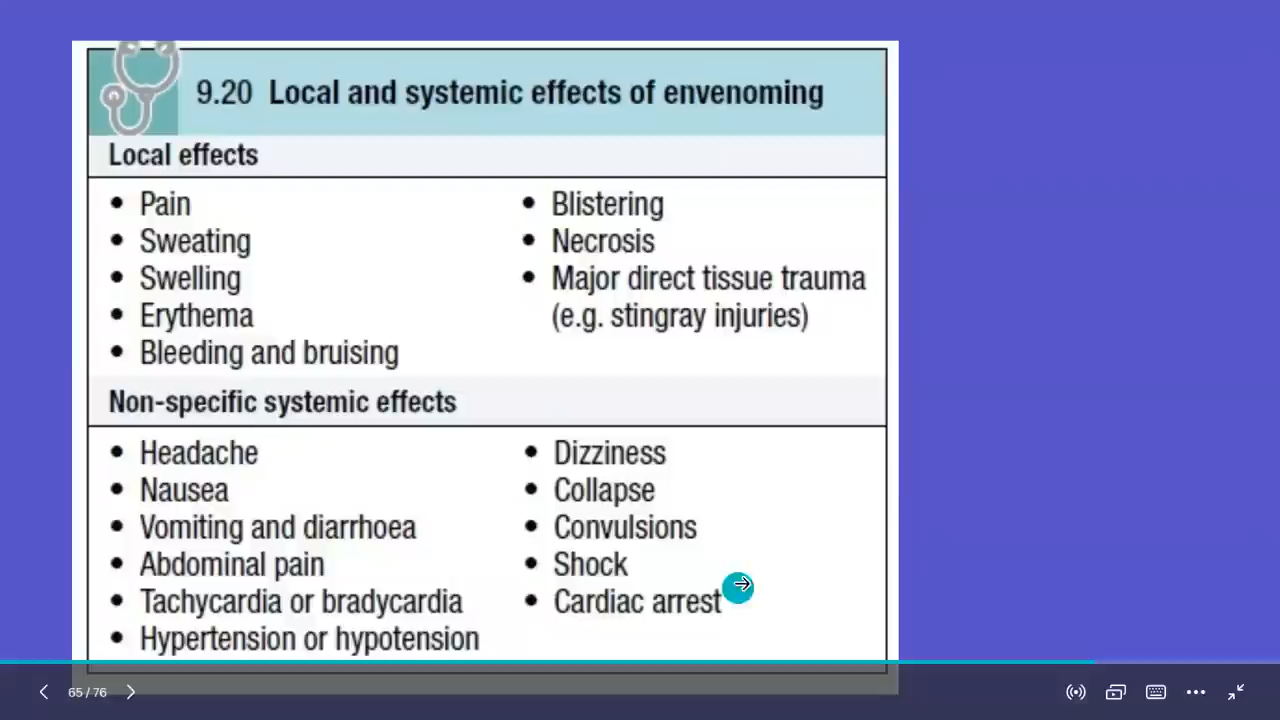 9.20 Local and systemic effects of envenoming
Local effects
• Pain
• Sweating
• Swelling
• Erythema
• Bleeding and bruising
• Blistering
• Necrosis
• Major direct tissue trauma
(e.g. stingray injuries)
Non-specific systemic effects
• Headache
• Nausea
• Vomiting and diarrhoea
• Abdominal pain
• Tachycardia or bradycardia
• Hypertension or hypotension
• Dizziness
• Collapse
• Convulsions
• Shock
• Cardiac arrest
65 / 76